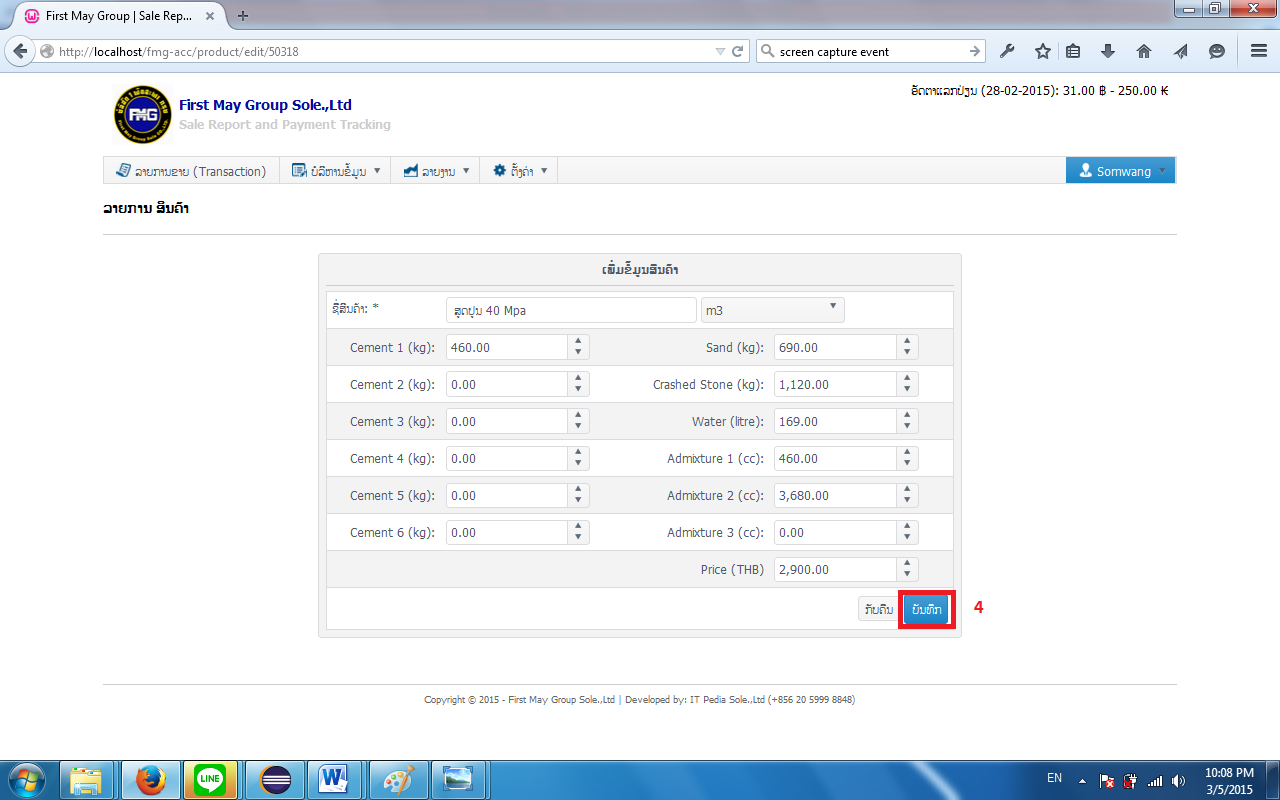 First May Group | Sale Rep...
http://localhost/fmg-acc/product/edit/50318
screen capture event
FMG
First May Group Sole.,Ltd
Sale Report and Payment Tracking
ອັດຕາແລກປ່ຽນ (28-02-2015): 31.00 ฿ - 250.00 ₭
ລາຍການຂາຍ (Transaction)
ບໍລິຫານຂໍ້ມູນ
ລາຍງານ
ຕັ້ງຄ່າ
Somwang
ລາຍການ ສິນຄ້າ
ເພີ່ມຂໍ້ມູນສິນຄ້າ
ຊື່ສິນຄ້າ: * ສູດປູນ 40 Mpa m3
Cement 1 (kg): 460.00 Sand (kg): 690.00
Cement 2 (kg): 0.00 Crashed Stone (kg): 1,120.00
Cement 3 (kg): 0.00 Water (litre): 169.00
Cement 4 (kg): 0.00 Admixture 1 (cc): 460.00
Cement 5 (kg): 0.00 Admixture 2 (cc): 3,680.00
Cement 6 (kg): 0.00 Admixture 3 (cc): 0.00
Price (THB) 2,900.00
ກັບຄືນ ບັນທຶກ 4
Copyright © 2015 - First May Group Sole.,Ltd | Developed by: IT Pedia Sole.,Ltd (+856 20 5999 8848)
LINE
EN
10:08 PM
3/5/2015